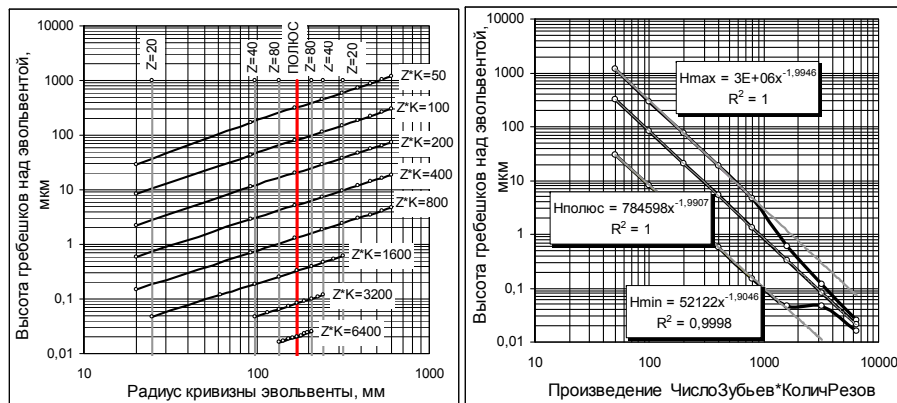 Высота гребешков над эвольвентой,
мкм
10000
1000
100
10
1
0,1
0,01
Z=20
Z=40
Z=80
ПОЛЮС
Z=80
Z=40
Z=20
Z*K=50
Z*K=100
Z*K=200
Z*K=400
Z*K=800
Z*K=1600
Z*K=3200
Z*K=6400
10
100
1000
Радиус кривизны эвольвенты, мм
Высота гребешков над эвольвентой,
мкм
10000
1000
100
10
1
0,1
0,01
Hmax = 3E+06x-1,9946
R2 = 1
Нполюс = 784598x-1,9907
R2 = 1
Hmin = 52122x-1,9046
R2 = 0,9998
10
100
1000
10000
Произведение ЧислоЗубьев*КоличРезов